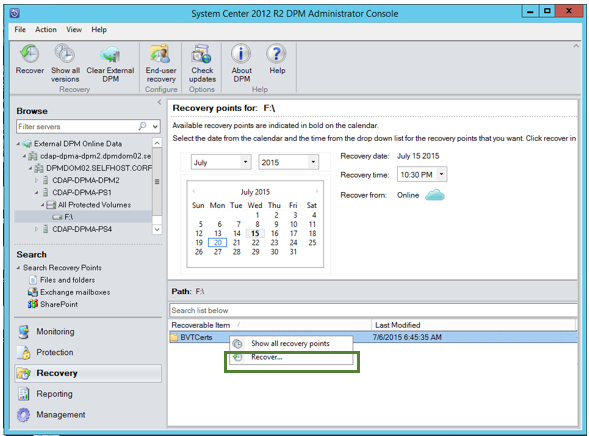 System Center 2012 R2 DPM Administrator Console
File Action View Help
Recover Show all versions Clear External DPM End-user recovery Check updates About DPM Help
Recovery Configure Options Help
Browse
Filter servers
External DPM Online Data
cdap-dpma-dpm2.dpmdom02.se
DPMDOM02.SELFHOST.CORF
CDAP-DPMA-DPM2
CDAP-DPMA-PS1
All Protected Volumes
F:\
CDAP-DPMA-PS4
Search
Search Recovery Points
Files and folders
Exchange mailboxes
SharePoint
Monitoring
Protection
Recovery
Reporting
Management
Recovery points for: F:\
Available recovery points are indicated in bold on the calendar.
Select the date from the calendar and the time from the drop down list for the recovery points that you want. Click recover in
July 2015
July 2015
Sun Mon Tue Wed Thu Fri Sat
1 2 3 4
5 6 7 8 9 10 11
12 13 14 15 16 17 18
19 20 21 22 23 24 25
26 27 28 29 30 31
Recovery date: July 15 2015
Recovery time: 10:30 PM
Recover from: Online
Path: F:\
Search list below
Recoverable Item / Last Modified
BVTCerts 7/6/2015 6:45:35 AM
Show all recovery points
Recover...